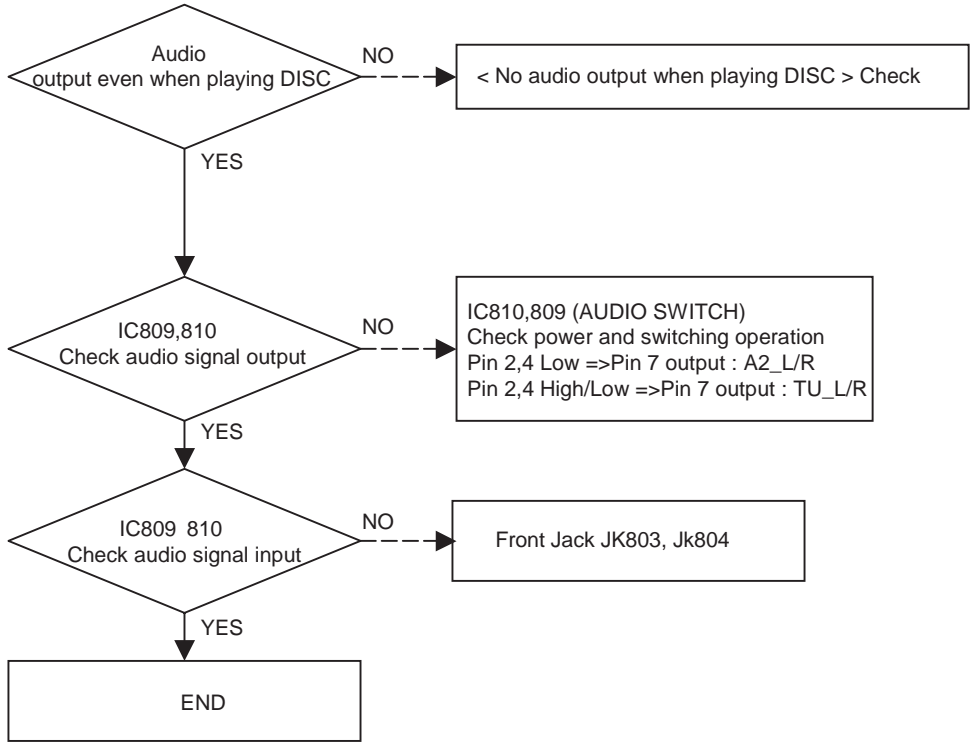 Audio
output even when playing DISC
NO
< No audio output when playing DISC > Check
YES
IC809,810
Check audio signal output
NO
IC810,809 (AUDIO SWITCH)
Check power and switching operation
Pin 2,4 Low =>Pin 7 output : A2_L/R
Pin 2,4 High/Low =>Pin 7 output : TU_L/R
YES
IC809 810
Check audio signal input
NO
Front Jack JK803, Jk804
YES
END